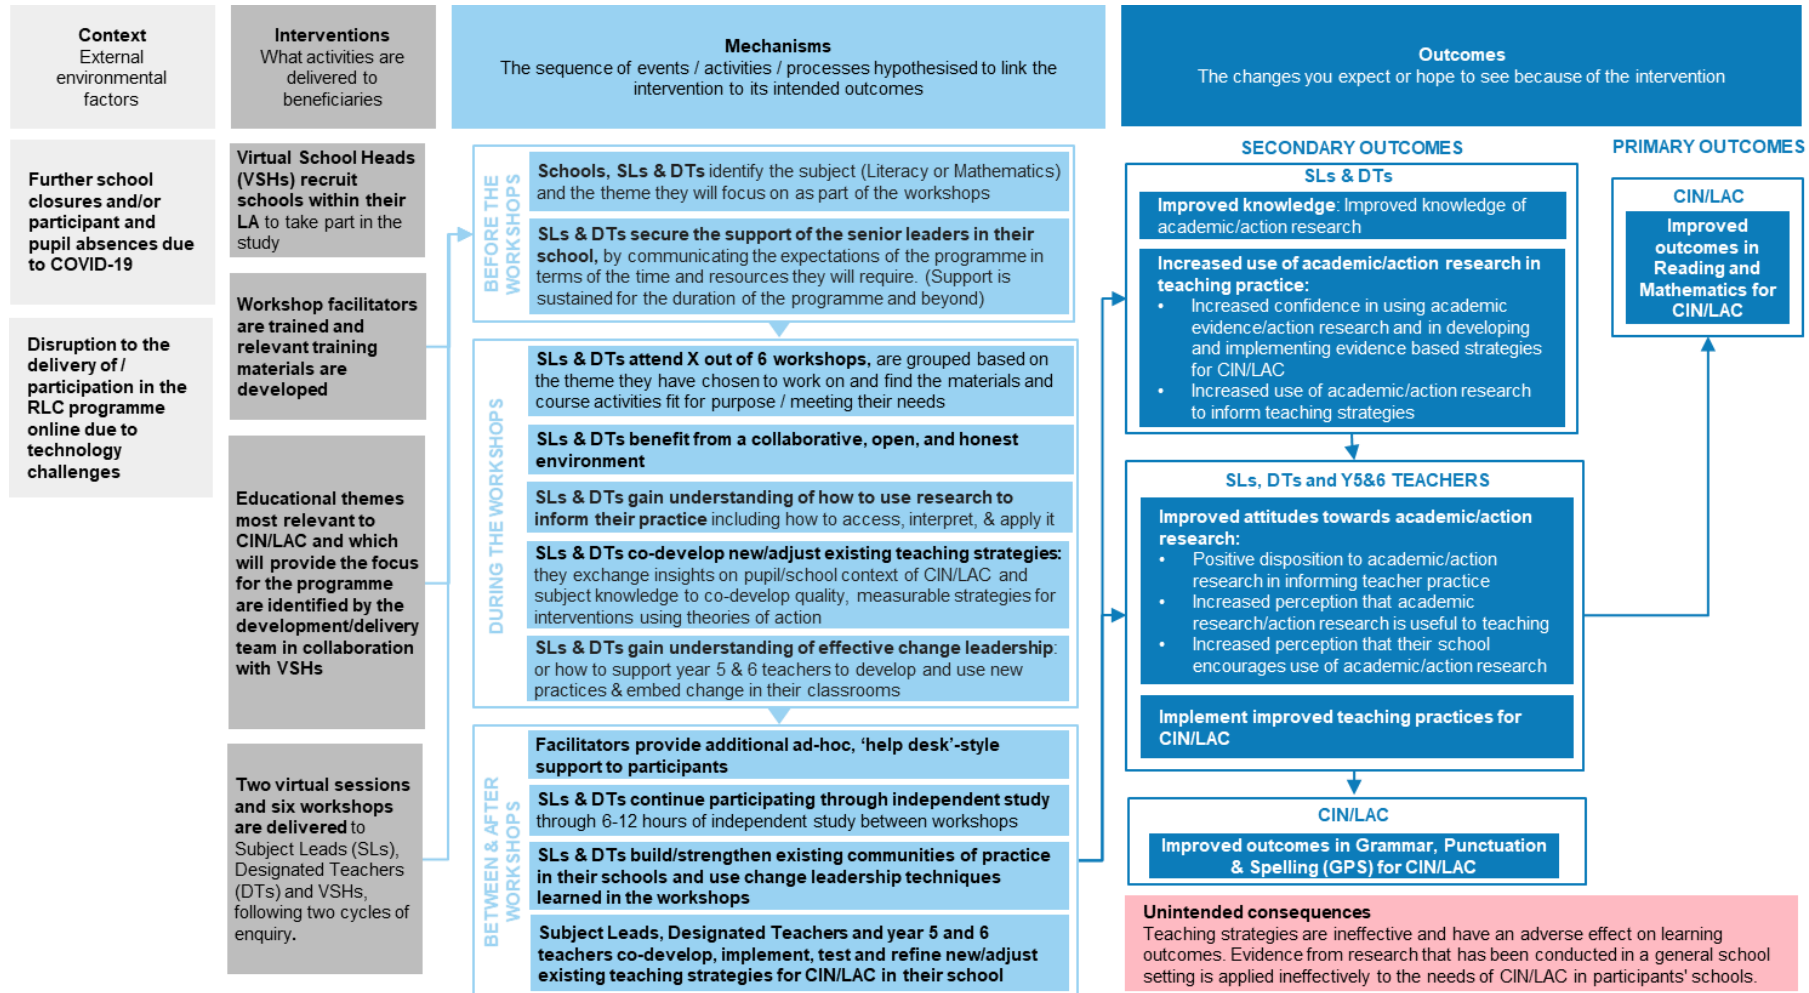 Context
External
environmental
factors
Interventions
What activities are
delivered to
beneficiaries
Mechanisms
The sequence of events / activities / processes hypothesised to link the
intervention to its intended outcomes
Outcomes
The changes you expect or hope to see because of the intervention
Further school
closures and/or
participant and
pupil absences due
to COVID-19
Disruption to the
delivery of /
participation in the
RLC programme
online due to
technology
challenges
Virtual School Heads
(VSHs) recruit
schools within their
LA to take part in the
study
Workshop facilitators
are trained and
relevant training
materials are
developed
Educational themes
most relevant to
CIN/LAC and which
will provide the focus
for the programme
are identified by the
development/delivery
team in collaboration
with VSHs
Two virtual sessions
and six workshops
are delivered to
Subject Leads (SLs),
Designated Teachers
(DTs) and VSHs,
following two cycles of
enquiry.
BEFORE THE
WORKSHOPS
Schools, SLs & DTs identify the subject (Literacy or Mathematics)
and the theme they will focus on as part of the workshops
SLs & DTs secure the support of the senior leaders in their
school, by communicating the expectations of the programme in
terms of the time and resources they will require. (Support is
sustained for the duration of the programme and beyond)
DURING THE WORKSHOPS
SLs & DTs attend X out of 6 workshops, are grouped based on
the theme they have chosen to work on and find the materials and
course activities fit for purpose / meeting their needs
SLs & DTs benefit from a collaborative, open, and honest
environment
SLs & DTs gain understanding of how to use research to
inform their practice including how to access, interpret, & apply it
SLs & DTs co-develop new/adjust existing teaching strategies:
they exchange insights on pupil/school context of CIN/LAC and
subject knowledge to co-develop quality, measurable strategies for
interventions using theories of action
SLs & DTs gain understanding of effective change leadership:
or how to support year 5 & 6 teachers to develop and use new
practices & embed change in their classrooms
BETWEEN & AFTER
WORKSHOPS
Facilitators provide additional ad-hoc, ‘help desk’-style
support to participants
SLs & DTs continue participating through independent study
through 6-12 hours of independent study between workshops
SLs & DTs build/strengthen existing communities of practice
in their schools and use change leadership techniques
learned in the workshops
Subject Leads, Designated Teachers and year 5 and 6
teachers co-develop, implement, test and refine new/adjust
existing teaching strategies for CIN/LAC in their school
SECONDARY OUTCOMES
SLs & DTs
Improved knowledge: Improved knowledge of
academic/action research
Increased use of academic/action research in
teaching practice:
• Increased confidence in using academic
evidence/action research and in developing
and implementing evidence based strategies
for CIN/LAC
• Increased use of academic/action research
to inform teaching strategies
SLs, DTs and Y5&6 TEACHERS
Improved attitudes towards academic/action
research:
• Positive disposition to academic/action
research in informing teacher practice
• Increased perception that academic
research/action research is useful to teaching
• Increased perception that their school
encourages use of academic/action research
Implement improved teaching practices for
CIN/LAC
CIN/LAC
Improved outcomes in Grammar, Punctuation
& Spelling (GPS) for CIN/LAC
PRIMARY OUTCOMES
CIN/LAC
Improved
outcomes in
Reading and
Mathematics for
CIN/LAC
Unintended consequences
Teaching strategies are ineffective and have an adverse effect on learning
outcomes. Evidence from research that has been conducted in a general school
setting is applied ineffectively to the needs of CIN/LAC in participants' schools.